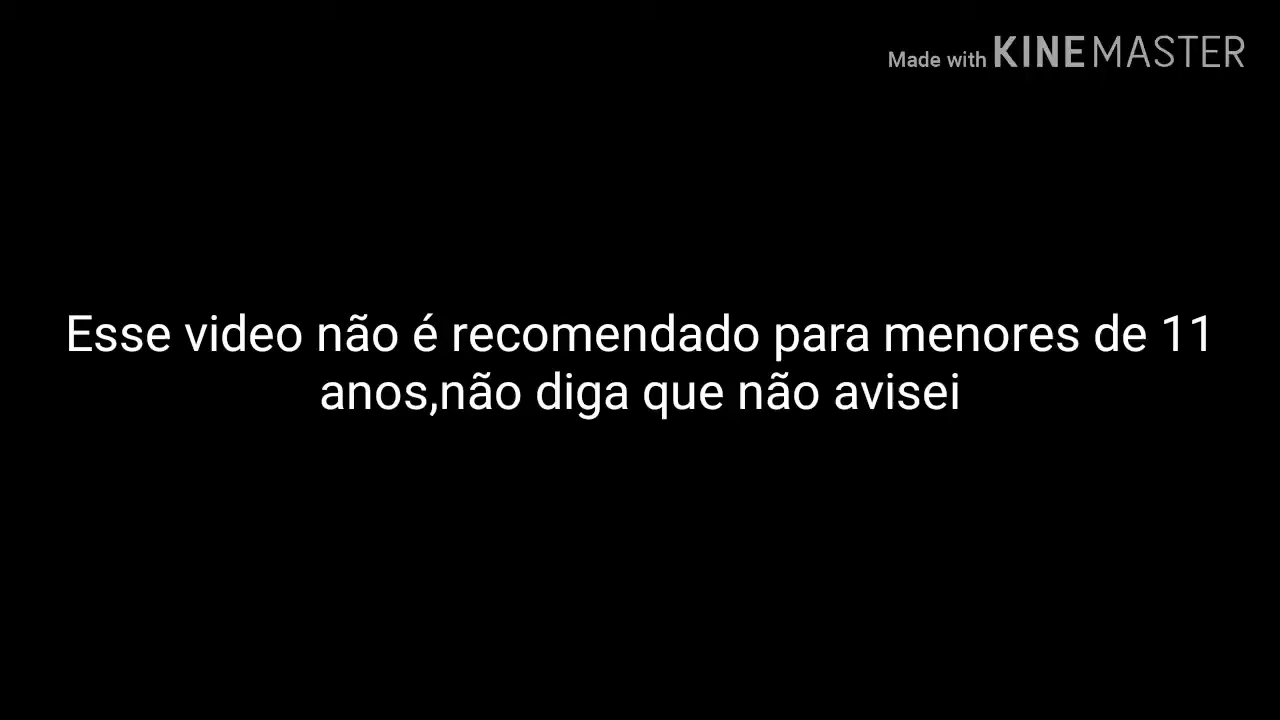 Made with KINEMASTER
Esse video não é recomendado para menores de 11
anos,não diga que não avisei